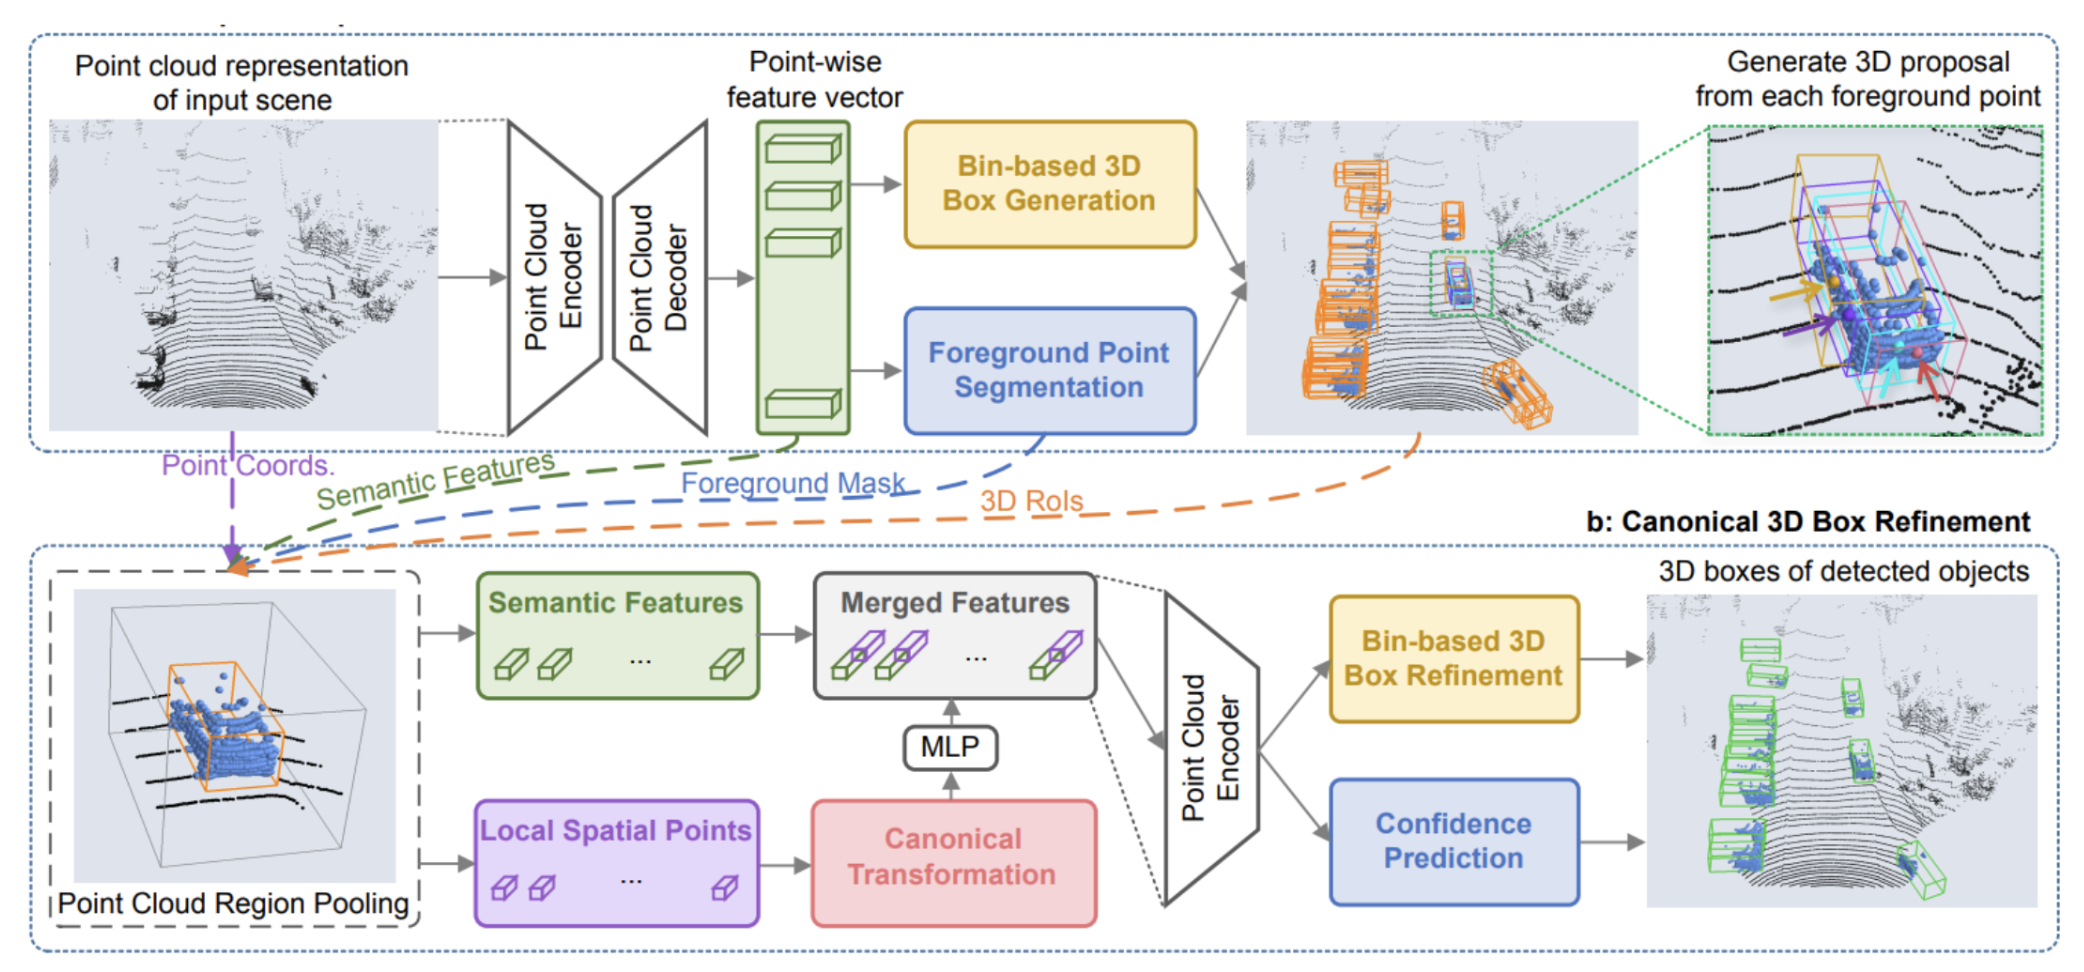 Point cloud representation
of input scene
Point-wise
feature vector
Generate 3D proposal
from each foreground point
Point Cloud
Encoder
Point Cloud
Decoder
Bin-based 3D
Box Generation
Foreground Point
Segmentation
Point Coords.
Semantic Features
Foreground Mask
3D RoIs
b: Canonical 3D Box Refinement
Point Cloud Region Pooling
Semantic Features
...
Merged Features
...
MLP
Local Spatial Points
...
Canonical
Transformation
Point Cloud
Encoder
Bin-based 3D
Box Refinement
Confidence
Prediction
3D boxes of detected objects